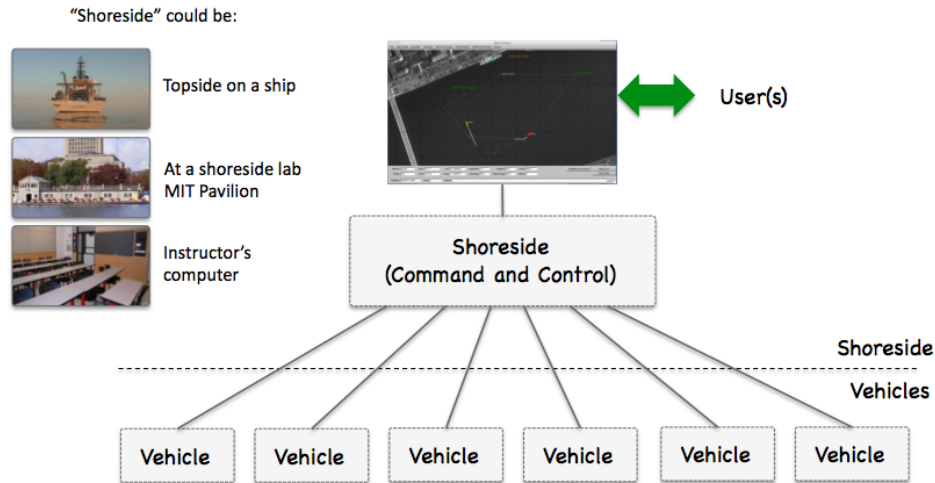 “Shoreside” could be:
Topside on a ship
At a shoreside lab
MIT Pavilion
Instructor’s
computer
User(s)
Shoreside
(Command and Control)
Shoreside
Vehicles
Vehicle
Vehicle
Vehicle
Vehicle
Vehicle
Vehicle